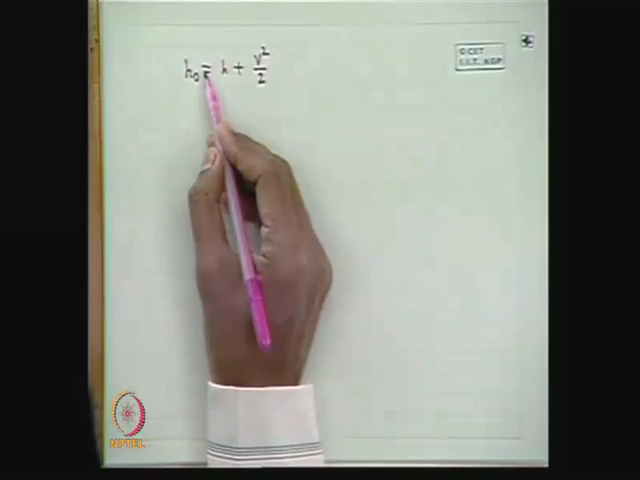 h₀ = h + v²/2
© CET
I.I.T. KGP
NPTEL